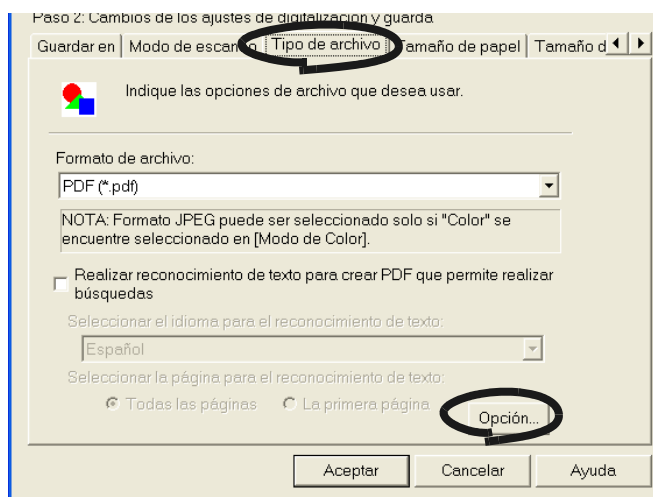 Paso 2: Cambios de los ajustes de digitalización y guarda
Guardar en Modo de escaneo Tipo de archivo Tamaño de papel Tamaño d
Indique las opciones de archivo que desea usar.
Formato de archivo:
PDF (*.pdf)
NOTA: Formato JPEG puede ser seleccionado solo si "Color" se
encuentre seleccionado en [Modo de Color].
Realizar reconocimiento de texto para crear PDF que permite realizar
búsquedas
Seleccionar el idioma para el reconocimiento de texto:
Español
Seleccionar la página para el reconocimiento de texto:
Todas las páginas La primera página
Opción...
Aceptar Cancelar Ayuda